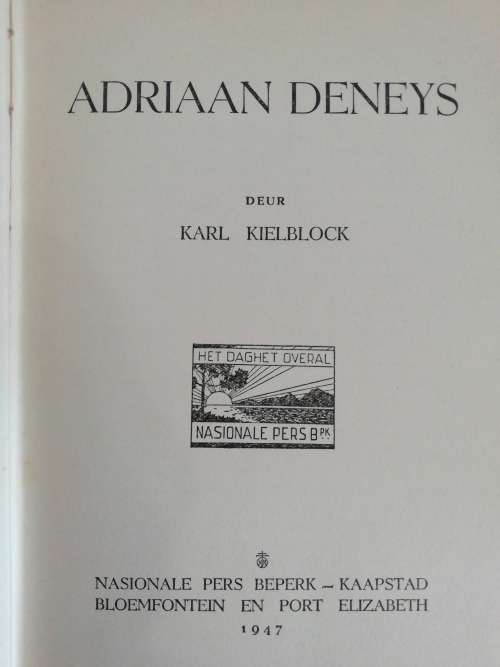 ADRIAAN DENEYS
DEUR
KARL KIELBLOCK
HET DAGHET OVERAL
NASIONALE PERS BPK
NASIONALE PERS BEPERK — KAAPSTAD
BLOEMFONTEIN EN PORT ELIZABETH
1947